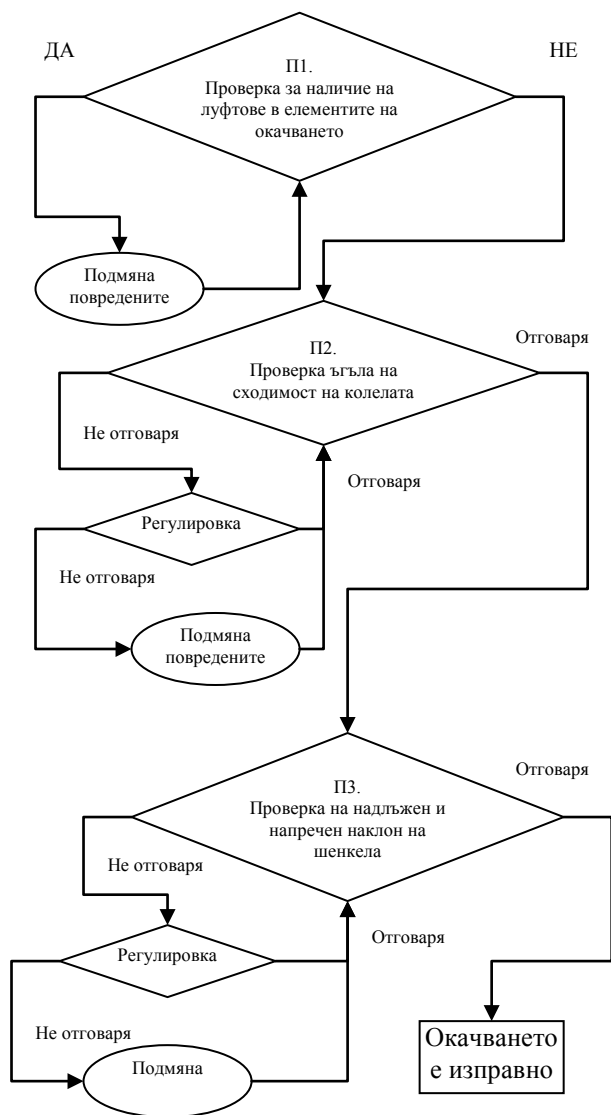 ДА
НЕ
П1.
Проверка за наличие на
луфтове в елементите на
окачването
Подмяна
повредените
Отговаря
П2.
Проверка ъгъла на
сходимост на колелата
Не отговаря
Отговаря
Регулировка
Не отговаря
Подмяна
повредените
Отговаря
П3.
Проверка на надлъжен и
напречен наклон на
шенкела
Не отговаря
Отговаря
Регулировка
Не отговаря
Окачването
е изправно
Подмяна